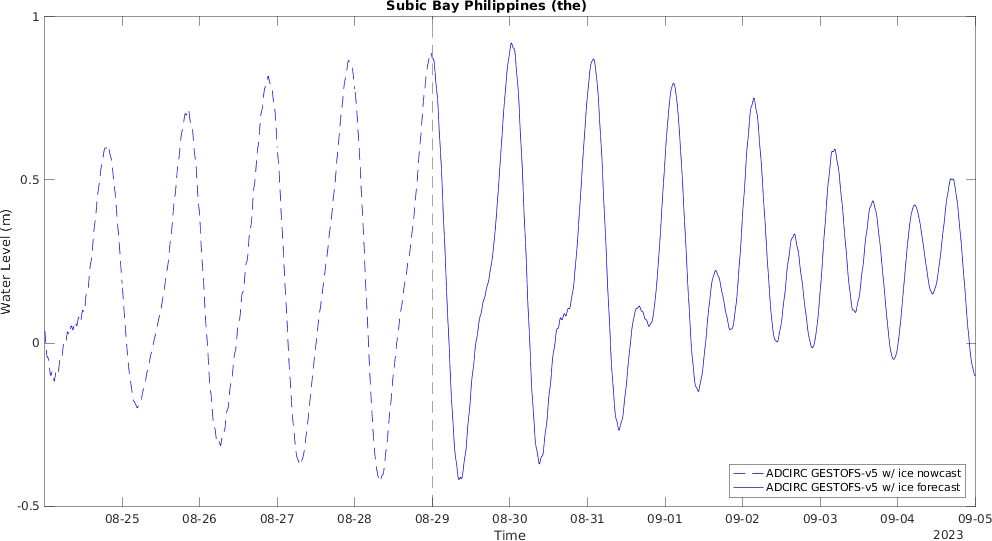 Subic Bay Philippines (the)
1
0.5
0
-0.5
Water Level (m)
ADCIRC GESTOFS-v5 w/ ice nowcast
ADCIRC GESTOFS-v5 w/ ice forecast
08-25 08-26 08-27 08-28 08-29 08-30 08-31 09-01 09-02 09-03 09-04 09-05
Time
2023